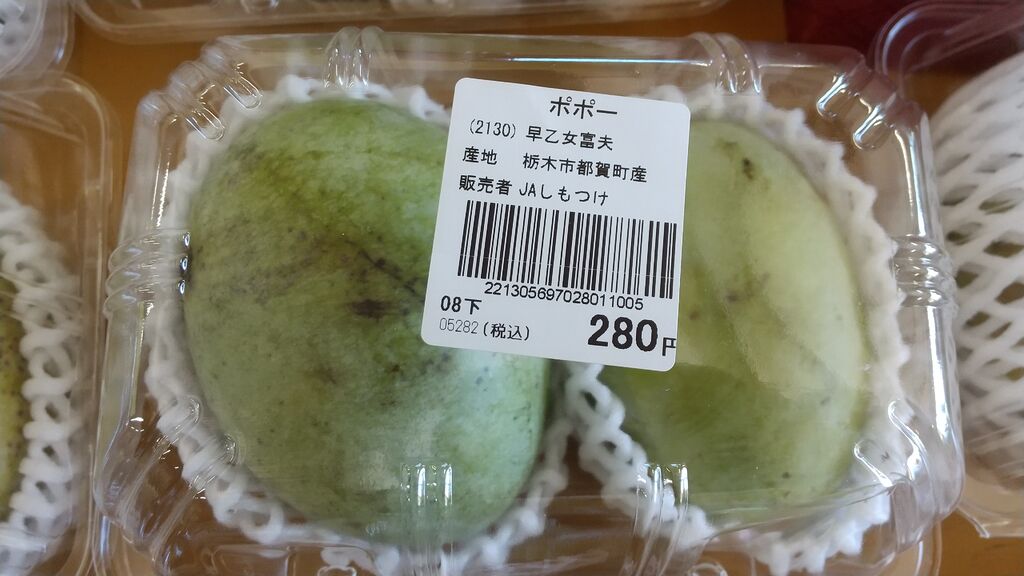 ポポー
(2130) 早乙女富夫
産地 栃木市都賀町産
販売者 JAしもつけ
221305697028011005
08下
05282(税込)
280円